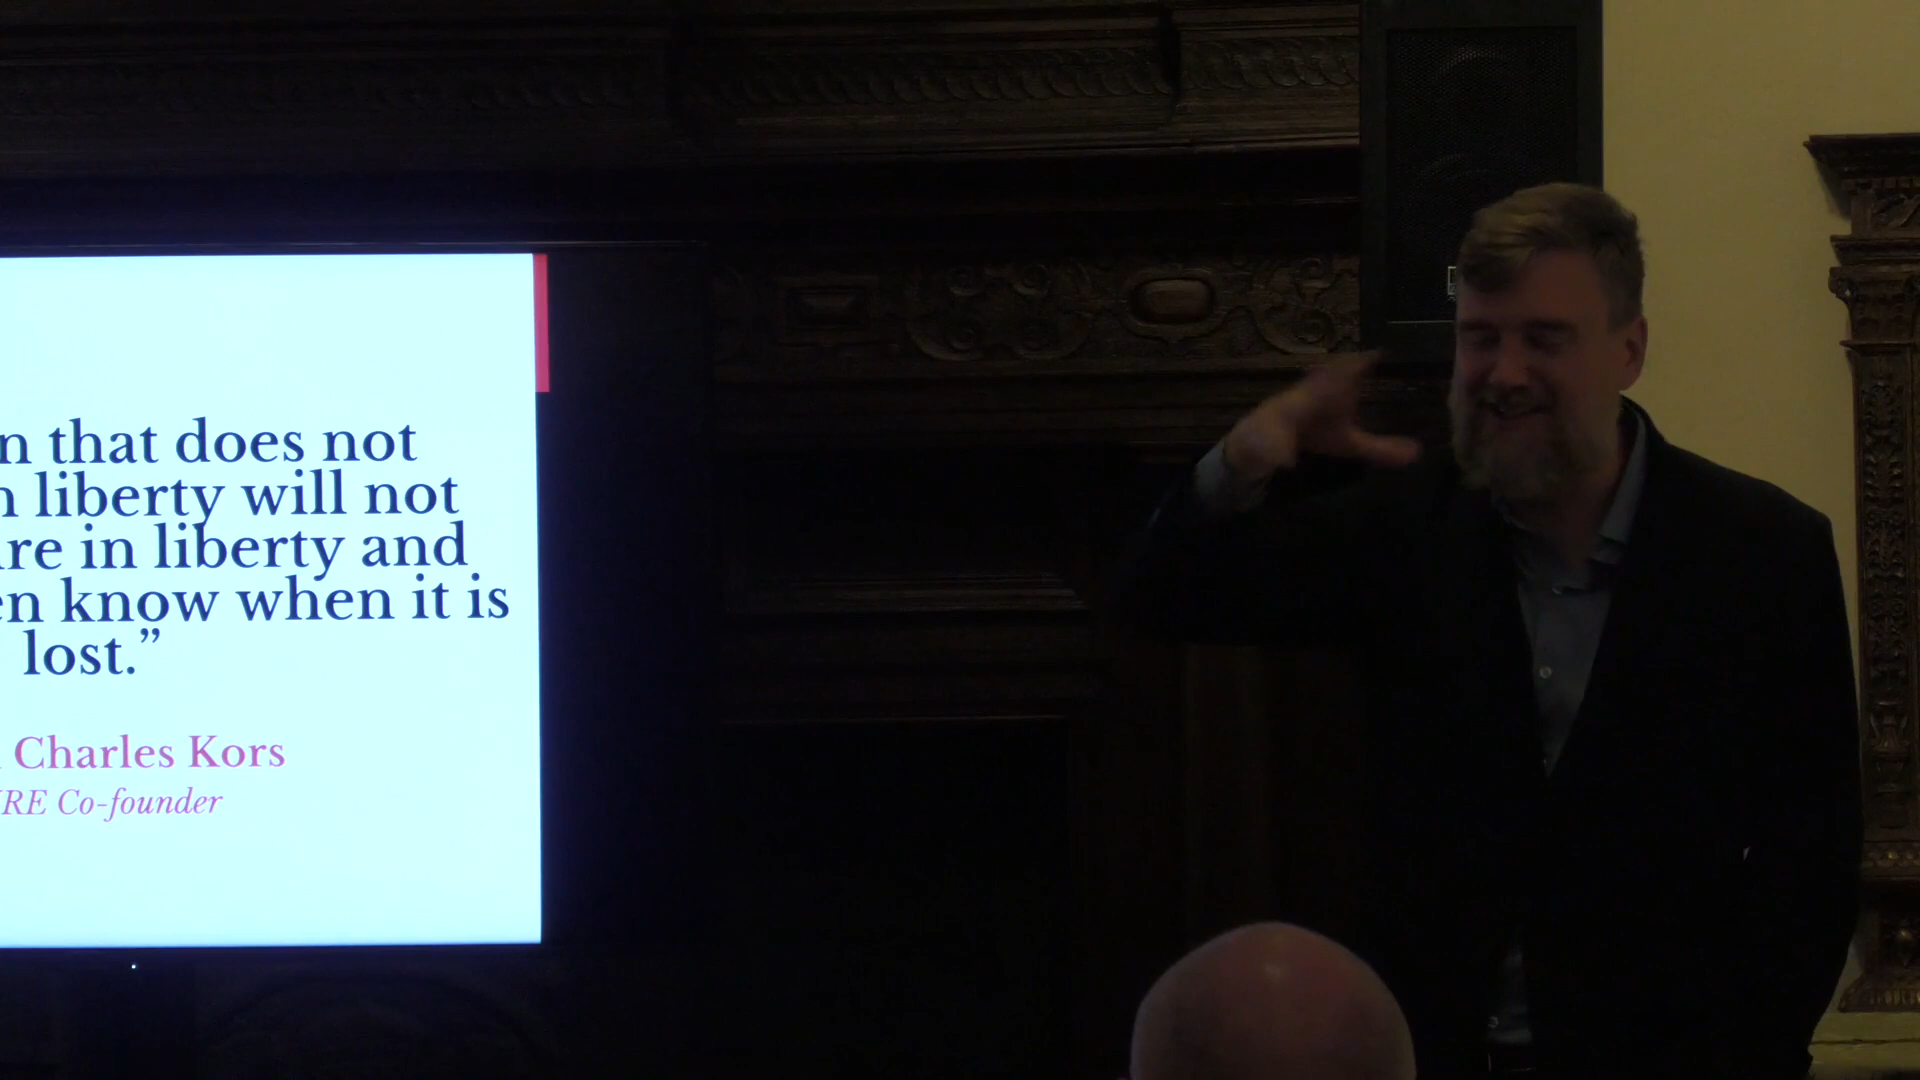 n that does not
n liberty will not
re in liberty and
en know when it is
lost.”
Charles Kors
IRE Co-founder